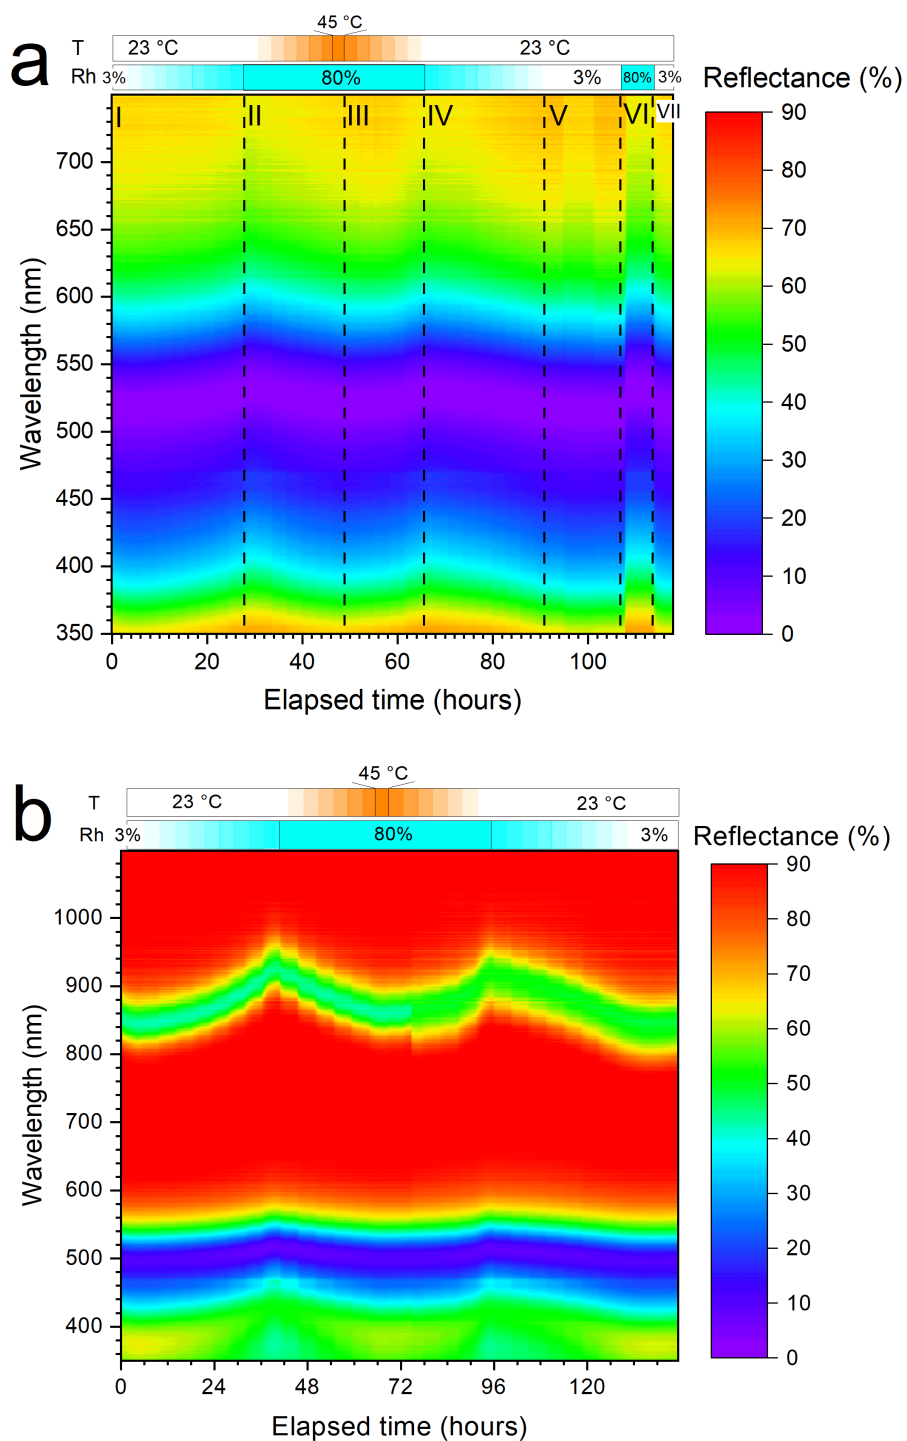 a
45 °C
T 23 °C 23 °C
Rh 3% 80% 3% 80% 3%
Reflectance (%)
I II III IV V VI VII
700
650
600
550
500
450
400
350
Wavelength (nm)
0 20 40 60 80 100
Elapsed time (hours)
90
80
70
60
50
40
30
20
10
0
b
45 °C
T 23 °C 23 °C
Rh 3% 80% 3%
Reflectance (%)
1000
900
800
700
600
500
400
Wavelength (nm)
0 24 48 72 96 120
Elapsed time (hours)
90
80
70
60
50
40
30
20
10
0